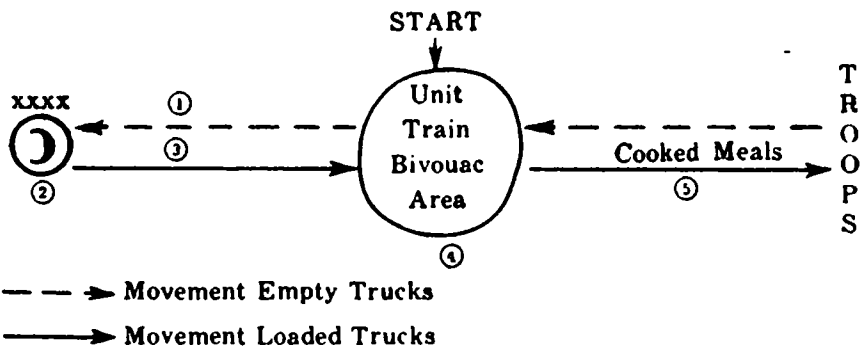 START
xxxx
①
③
②
Unit
Train
Bivouac
Area
④
Cooked Meals
⑤
TROOPS
Movement Empty Trucks
Movement Loaded Trucks